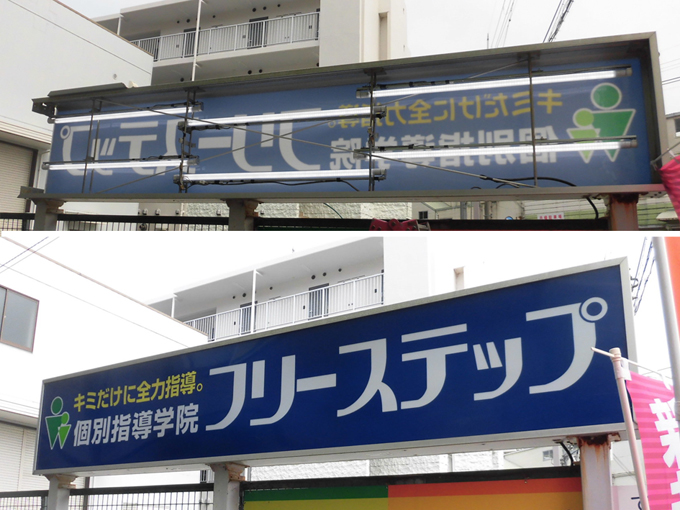 キミだけに全力指導。
個別指導学院
フリーステップ
キミだけに全力指導。
個別指導学院
フリーステップ
新